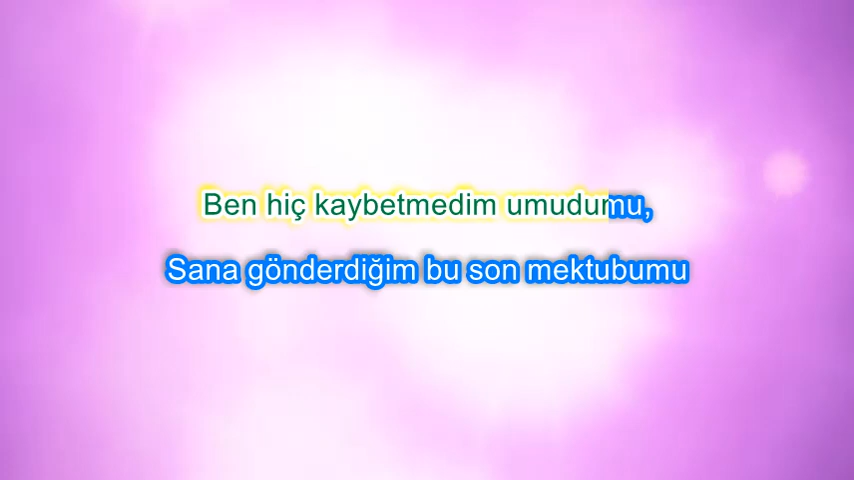 Ben hiç kaybetmedim umudumu,
Sana gönderdiğim bu son mektubumu